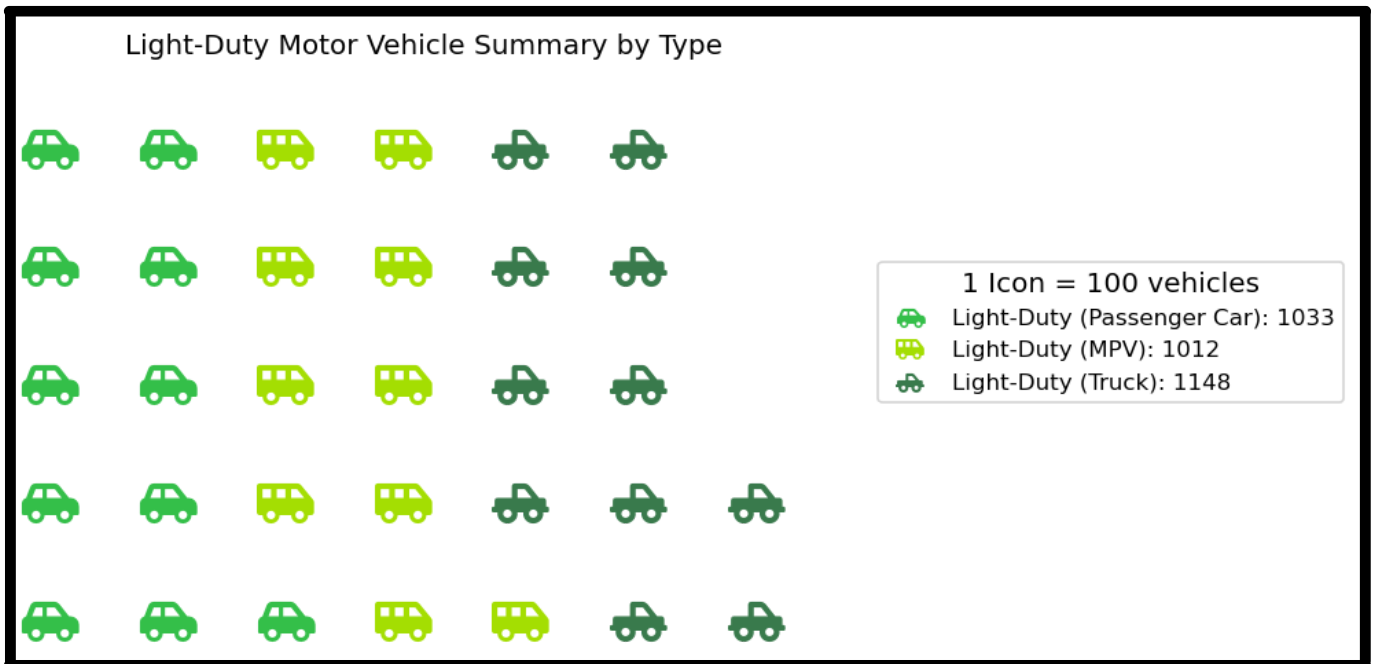 Light-Duty Motor Vehicle Summary by Type
1 Icon = 100 vehicles
Light-Duty (Passenger Car): 1033
Light-Duty (MPV): 1012
Light-Duty (Truck): 1148